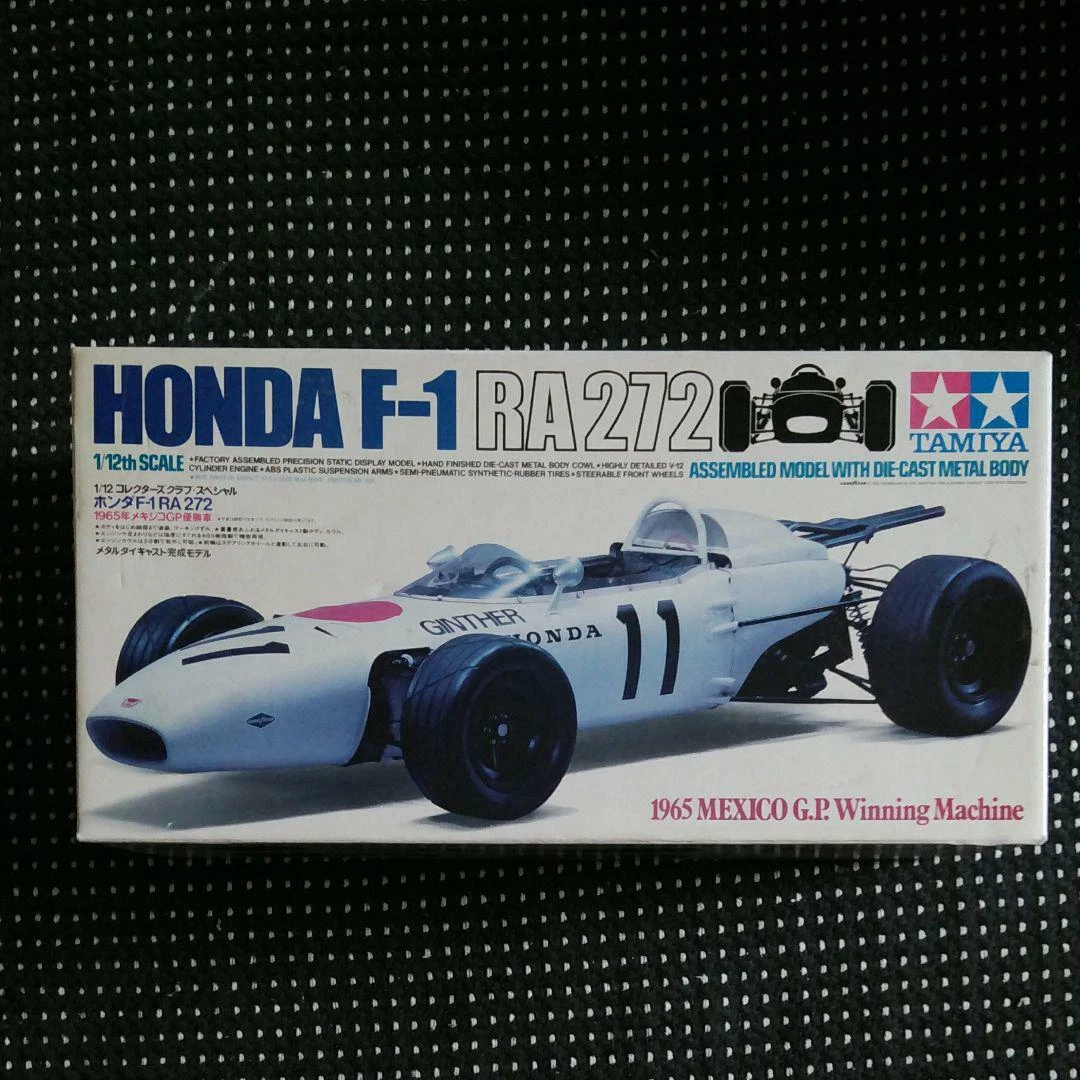 HONDA F-1 RA272
TAMIYA
1/12th SCALE
★FACTORY ASSEMBLED PRECISION STATIC DISPLAY MODEL ★HAND FINISHED DIE-CAST METAL BODY COWL ★HIGHLY DETAILED V-12
CYLINDER ENGINE ★ABS PLASTIC SUSPENSION ARMS ★SEMI-PNEUMATIC SYNTHETIC-RUBBER TIRES ★STEERABLE FRONT WHEELS
ASSEMBLED MODEL WITH DIE-CAST METAL BODY
1/12 コレクターズクラブ・スペシャル
ホンダF-1 RA272
1965年メキシコGP優勝車
メタルダイキャスト完成モデル
GINTHER
HONDA
11
GOODYEAR
1965 MEXICO G.P. Winning Machine